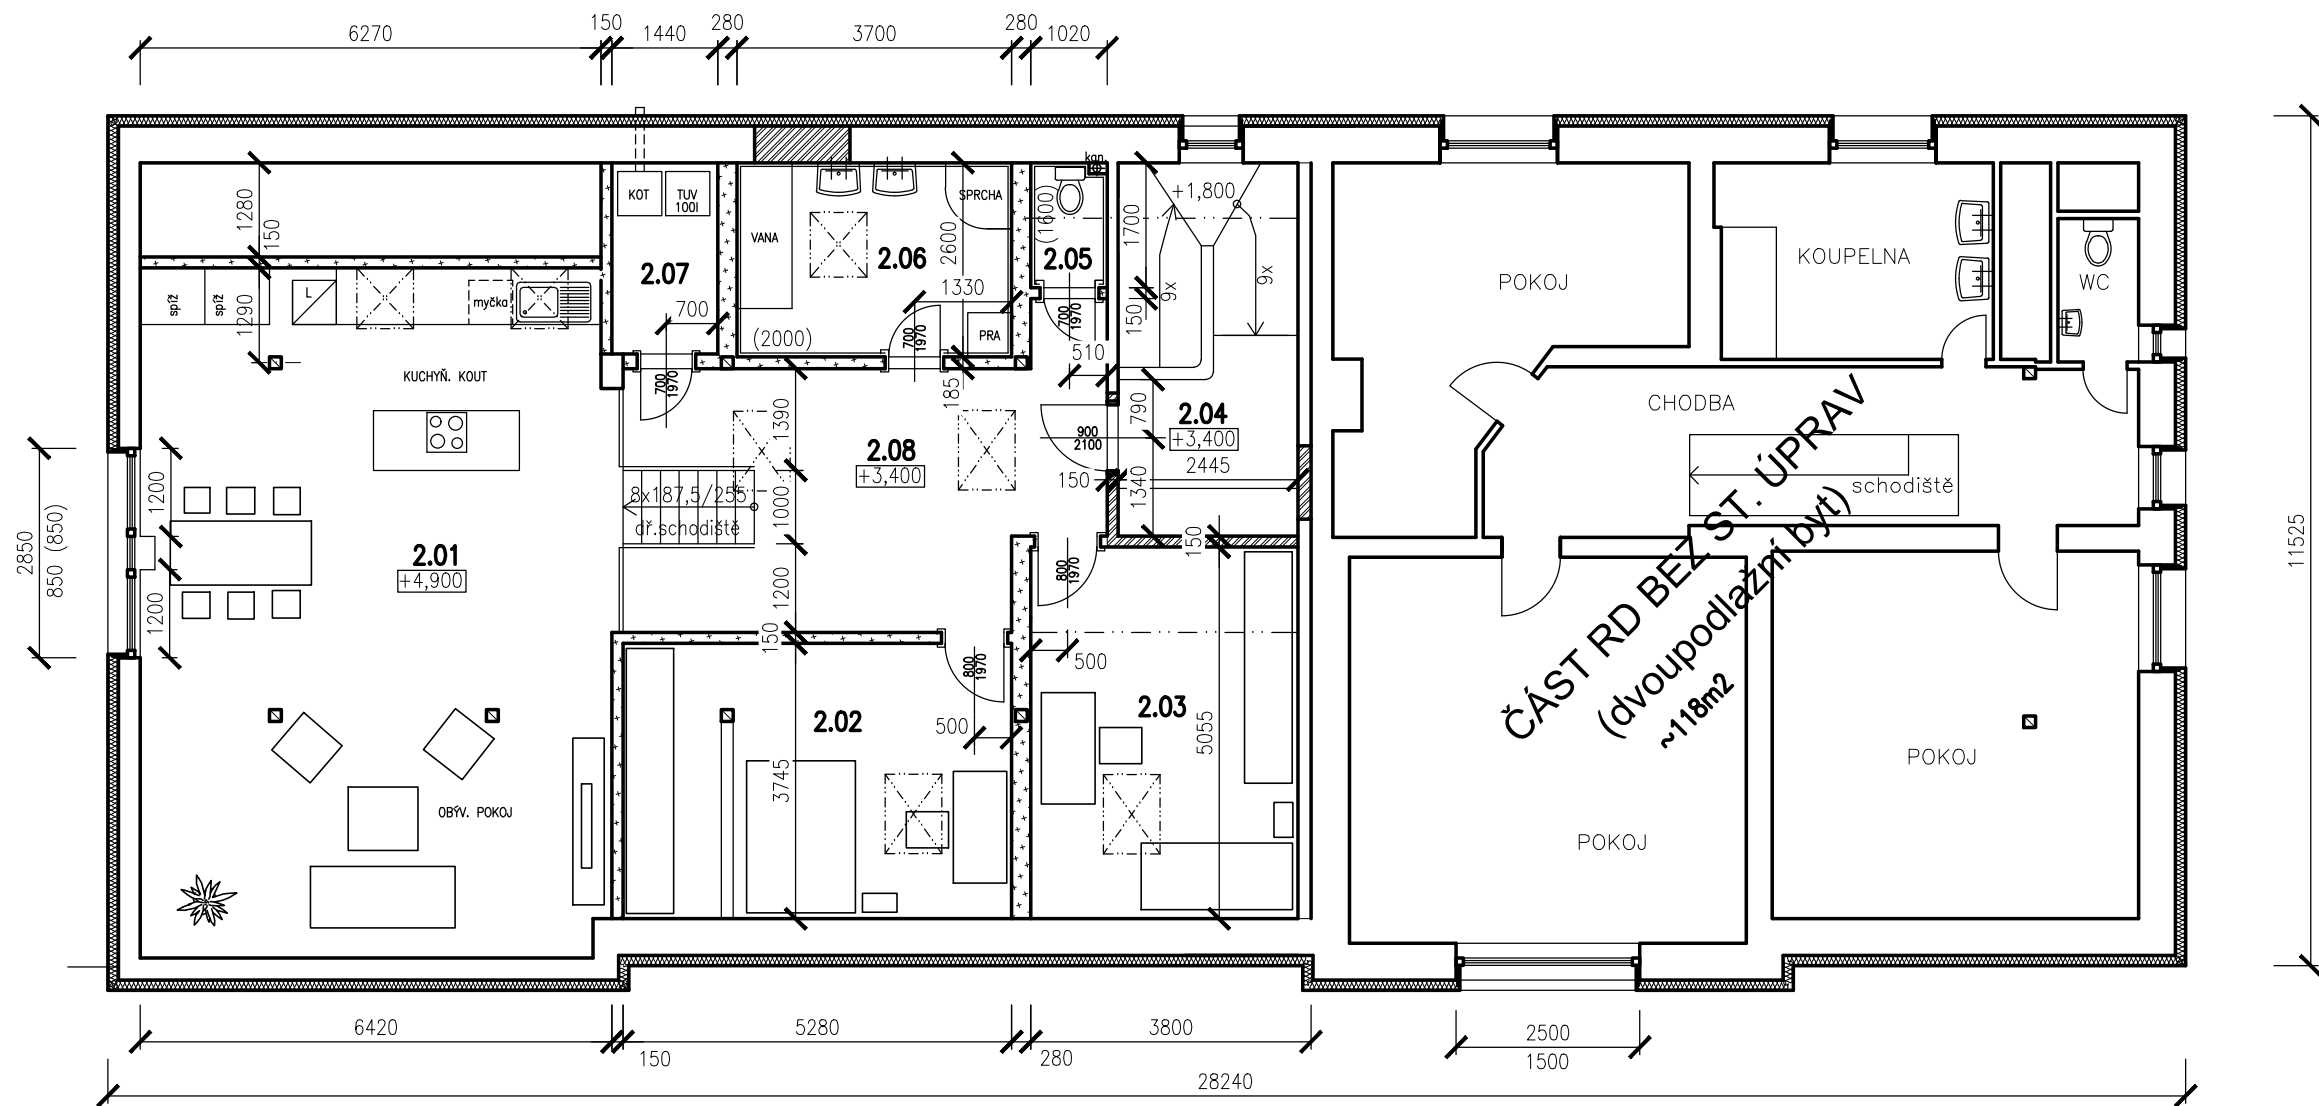 6270
150
1440
280
3700
280
1020
1280
150
1290
spíž
spíž
L
myčka
KUCHYŇ. KOUT
KOT
TUV
100l
2.07
700
700
1970
VANA
SPRCHA
2.06
2600
1330
(2000)
700
1970
PRA
185
kan.
(1600)
2.05
700
1970
510
1700
150
+1,800
9x
9x
790
2.04
+3,400
2445
900
2100
150
1340
150
1390
2.08
+3,400
8x187,5/255
dř.schodiště
1000
1200
150
2850
850 (850)
1200
1200
2.01
+4,900
OBÝV. POKOJ
800
1970
500
2.02
3745
800
1970
500
2.03
5055
POKOJ
KOUPELNA
WC
CHODBA
schodiště
ČÁST RD BEZ ST. ÚPRAV
(dvoupodlažní byt)
~118m2
POKOJ
POKOJ
11525
6420
150
5280
280
3800
2500
1500
28240